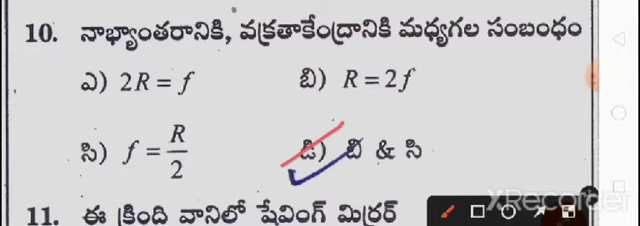 10. నాభ్యాంతరానికి, వక్రతాకేంద్రానికి మధ్యగల సంబంధం
ఎ) 2R = f బి) R = 2f
సి) f = R/2 డి) బి & సి
11. ఈ క్రింది వానిలో షేవింగ్ మిర్రర్
XRecorder